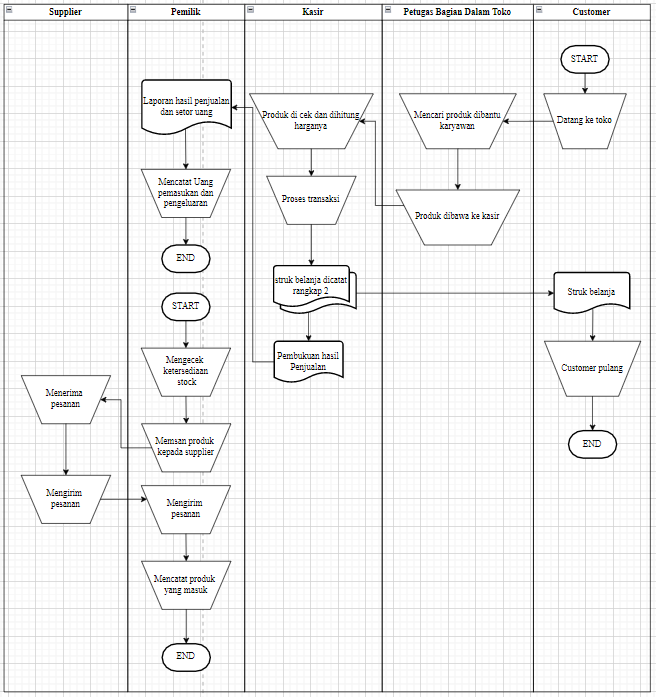 Supplier
Pemilik
Kasir
Petugas Bagian Dalam Toko
Customer
START
Datang ke toko
Mencari produk dibantu
karyawan
Produk dibawa ke kasir
Produk di cek dan dihitung
harganya
Proses transaksi
struk belanja dicatat
rangkap 2
Pembukuan hasil
Penjualan
Struk belanja
Customer pulang
END
Laporan hasil penjualan
dan setor uang
Mencatat Uang
pemasukan dan
pengeluaran
END
START
Mengecek
ketersediaan
stock
Memsan produk
kepada supplier
Menerima
pesanan
Mengirim
pesanan
Mengirim
pesanan
Mencatat produk
yang masuk
END